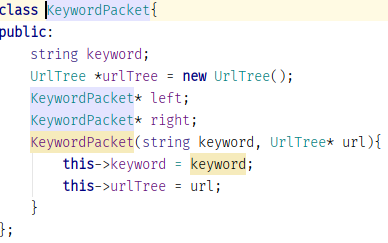 class KeywordPacket{
public:
    string keyword;
    UrlTree *urlTree = new UrlTree();
    KeywordPacket* left;
    KeywordPacket* right;
    KeywordPacket(string keyword, UrlTree* url){
        this->keyword = keyword;
        this->urlTree = url;
    }
};